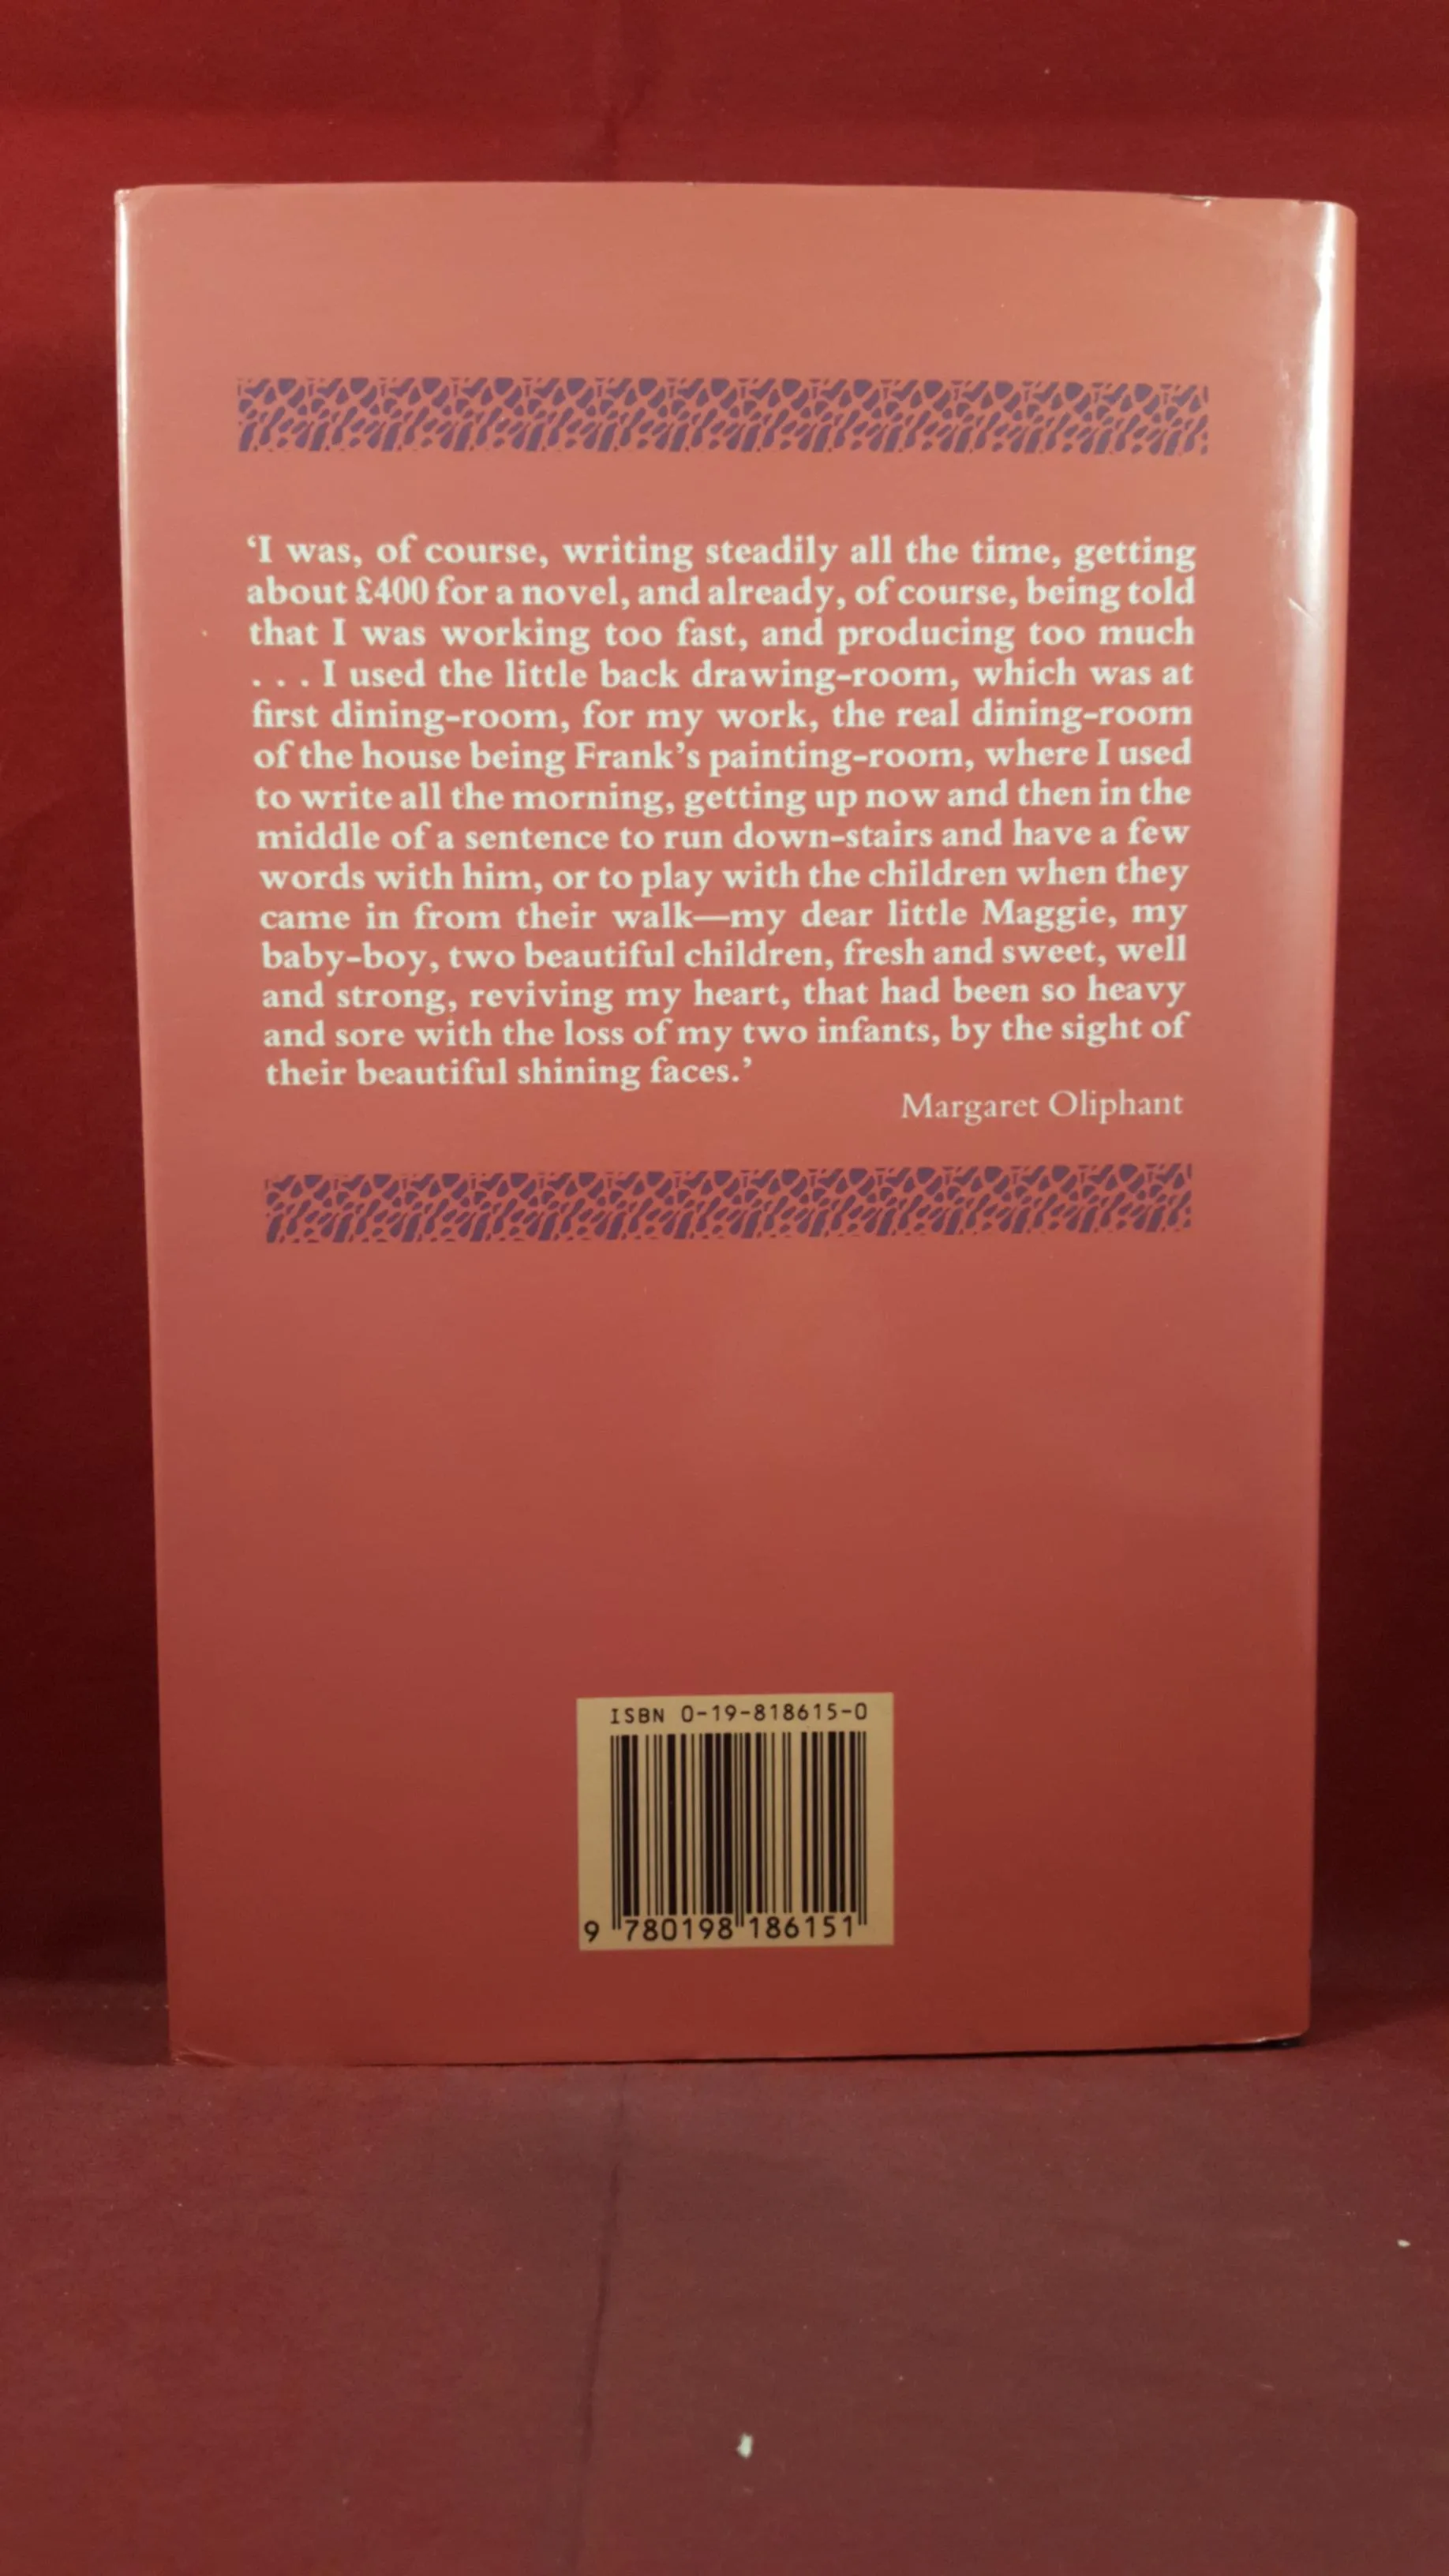 ‘I was, of course, writing steadily all the time, getting
about £400 for a novel, and already, of course, being told
that I was working too fast, and producing too much
. . . I used the little back drawing-room, which was at
first dining-room, for my work, the real dining-room
of the house being Frank’s painting-room, where I used
to write all the morning, getting up now and then in the
middle of a sentence to run down-stairs and have a few
words with him, or to play with the children when they
came in from their walk—my dear little Maggie, my
baby-boy, two beautiful children, fresh and sweet, well
and strong, reviving my heart, that had been so heavy
and sore with the loss of my two infants, by the sight of
their beautiful shining faces.’
Margaret Oliphant
ISBN 0-19-818615-0
9 780198 186151